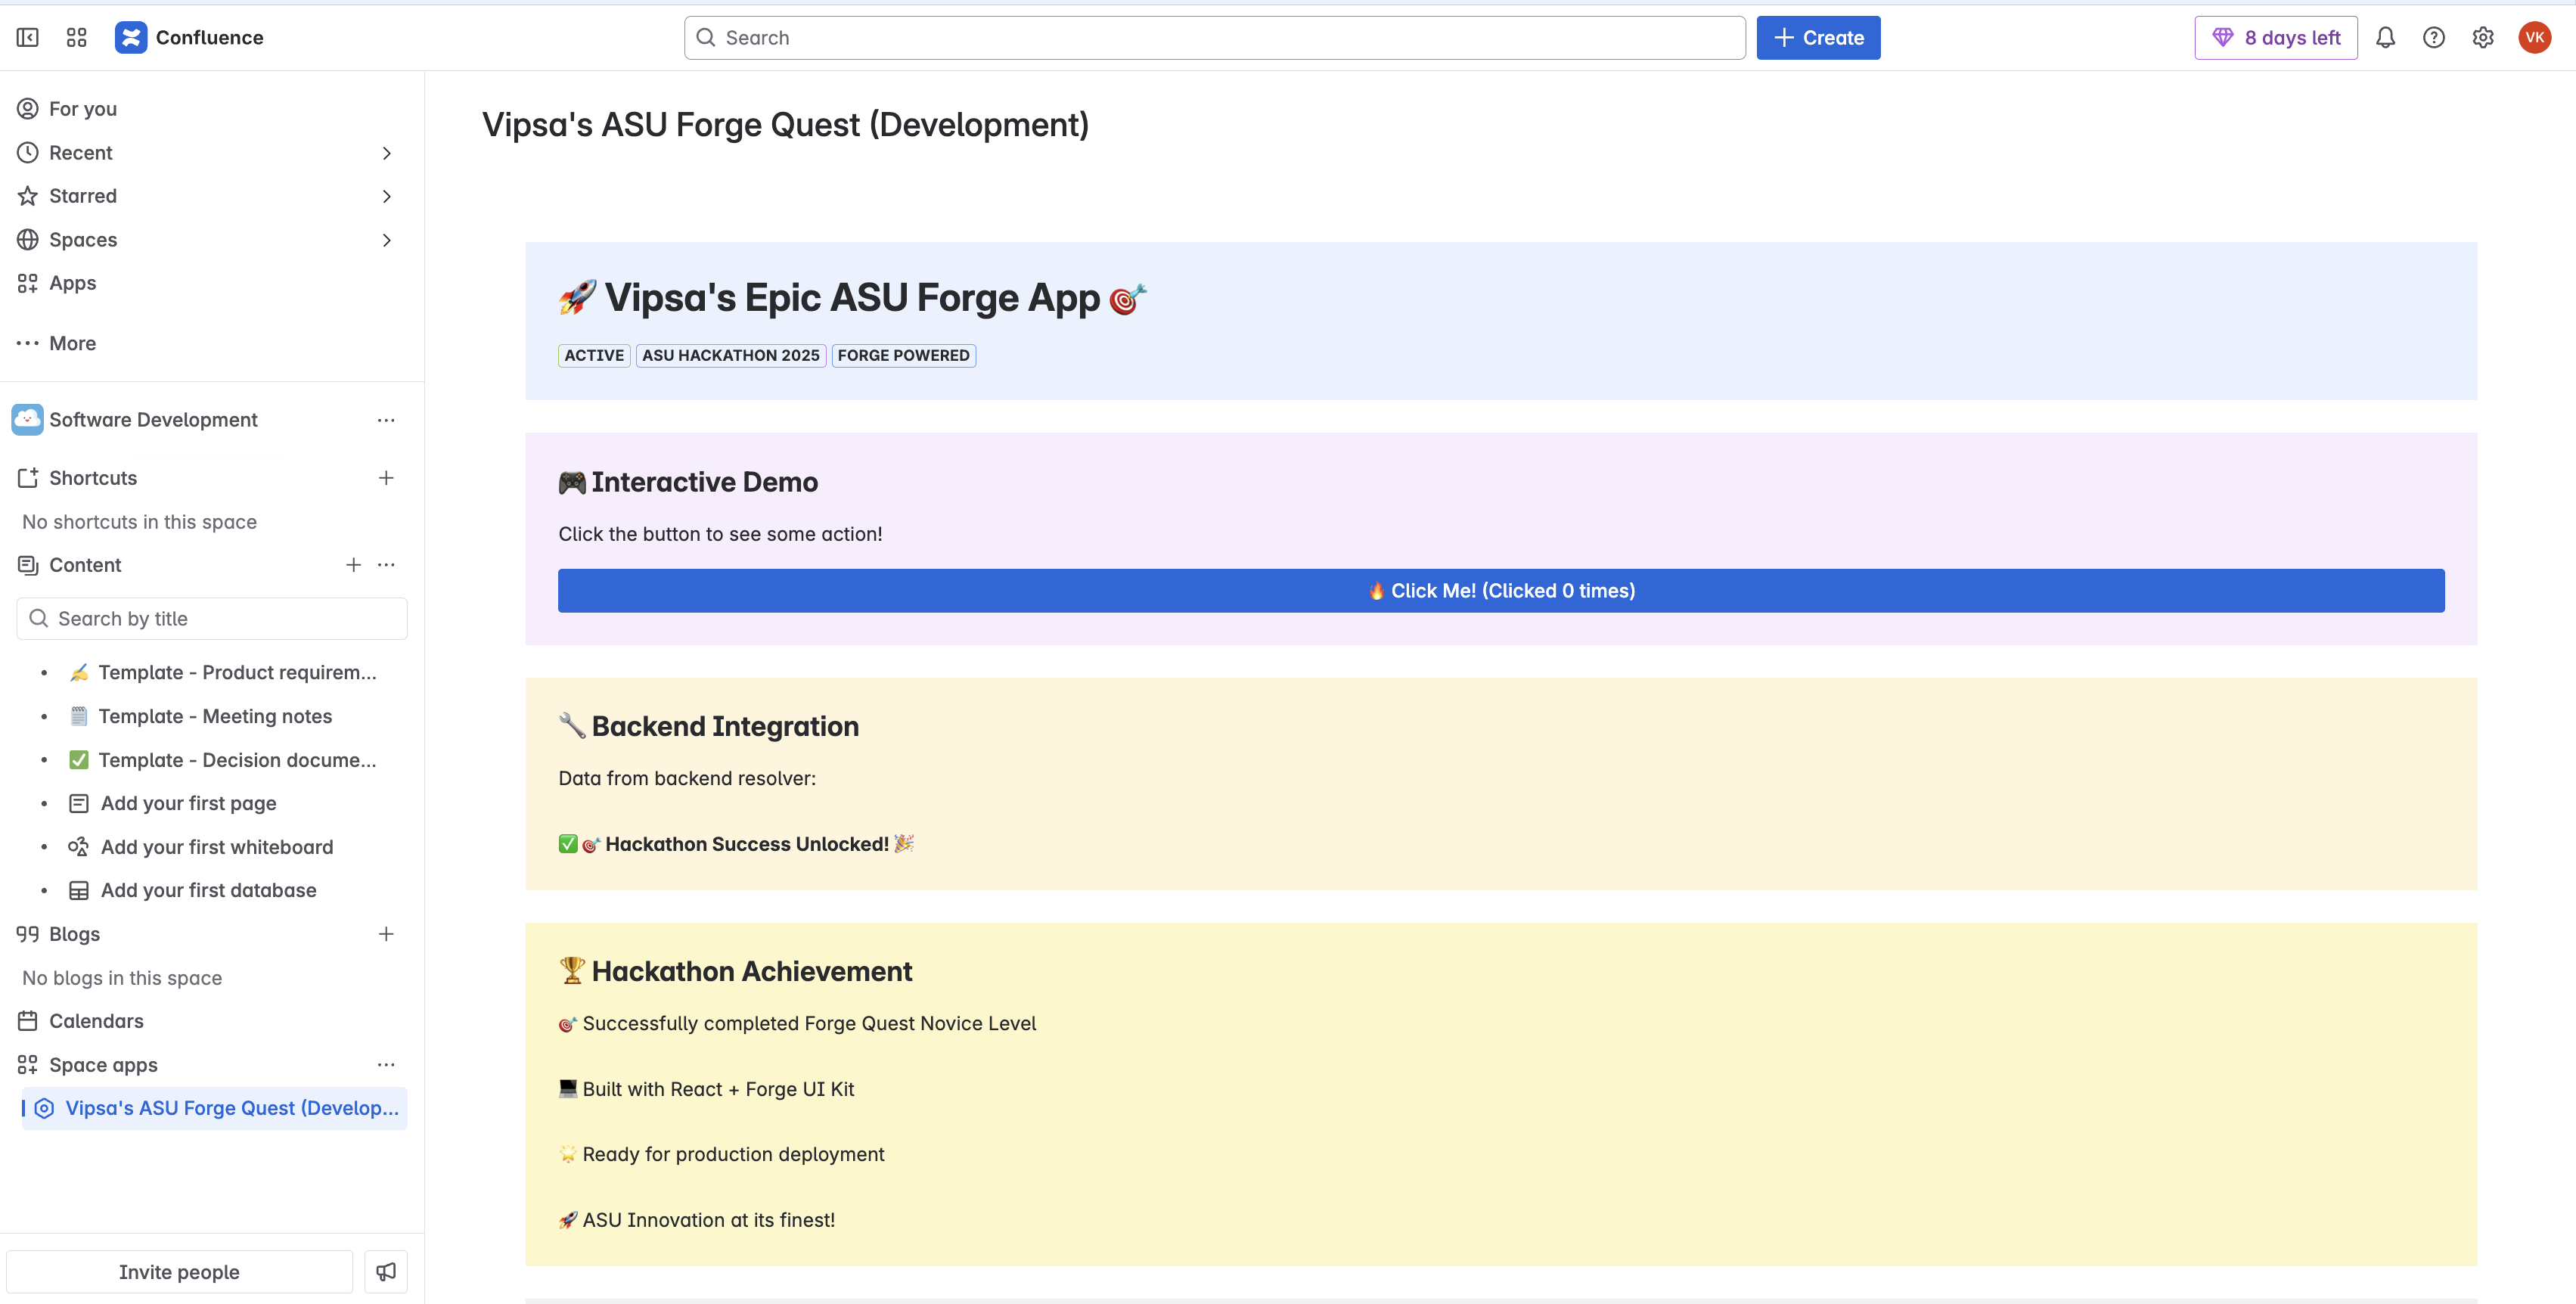 Confluence
Search
Create
8 days left
VK
For you
Recent
Starred
Spaces
Apps
More
Software Development
Shortcuts
No shortcuts in this space
Content
Search by title
Template - Product requirem...
Template - Meeting notes
Template - Decision docume...
Add your first page
Add your first whiteboard
Add your first database
Blogs
No blogs in this space
Calendars
Space apps
Vipsa's ASU Forge Quest (Develop...
Invite people
Vipsa's ASU Forge Quest (Development)
🚀 Vipsa's Epic ASU Forge App 🎯
ACTIVE ASU HACKATHON 2025 FORGE POWERED
🎮 Interactive Demo
Click the button to see some action!
🔥 Click Me! (Clicked 0 times)
🔧 Backend Integration
Data from backend resolver:
✅ 🎯 Hackathon Success Unlocked! 🎉
🏆 Hackathon Achievement
🎯 Successfully completed Forge Quest Novice Level
💻 Built with React + Forge UI Kit
🌟 Ready for production deployment
🚀 ASU Innovation at its finest!